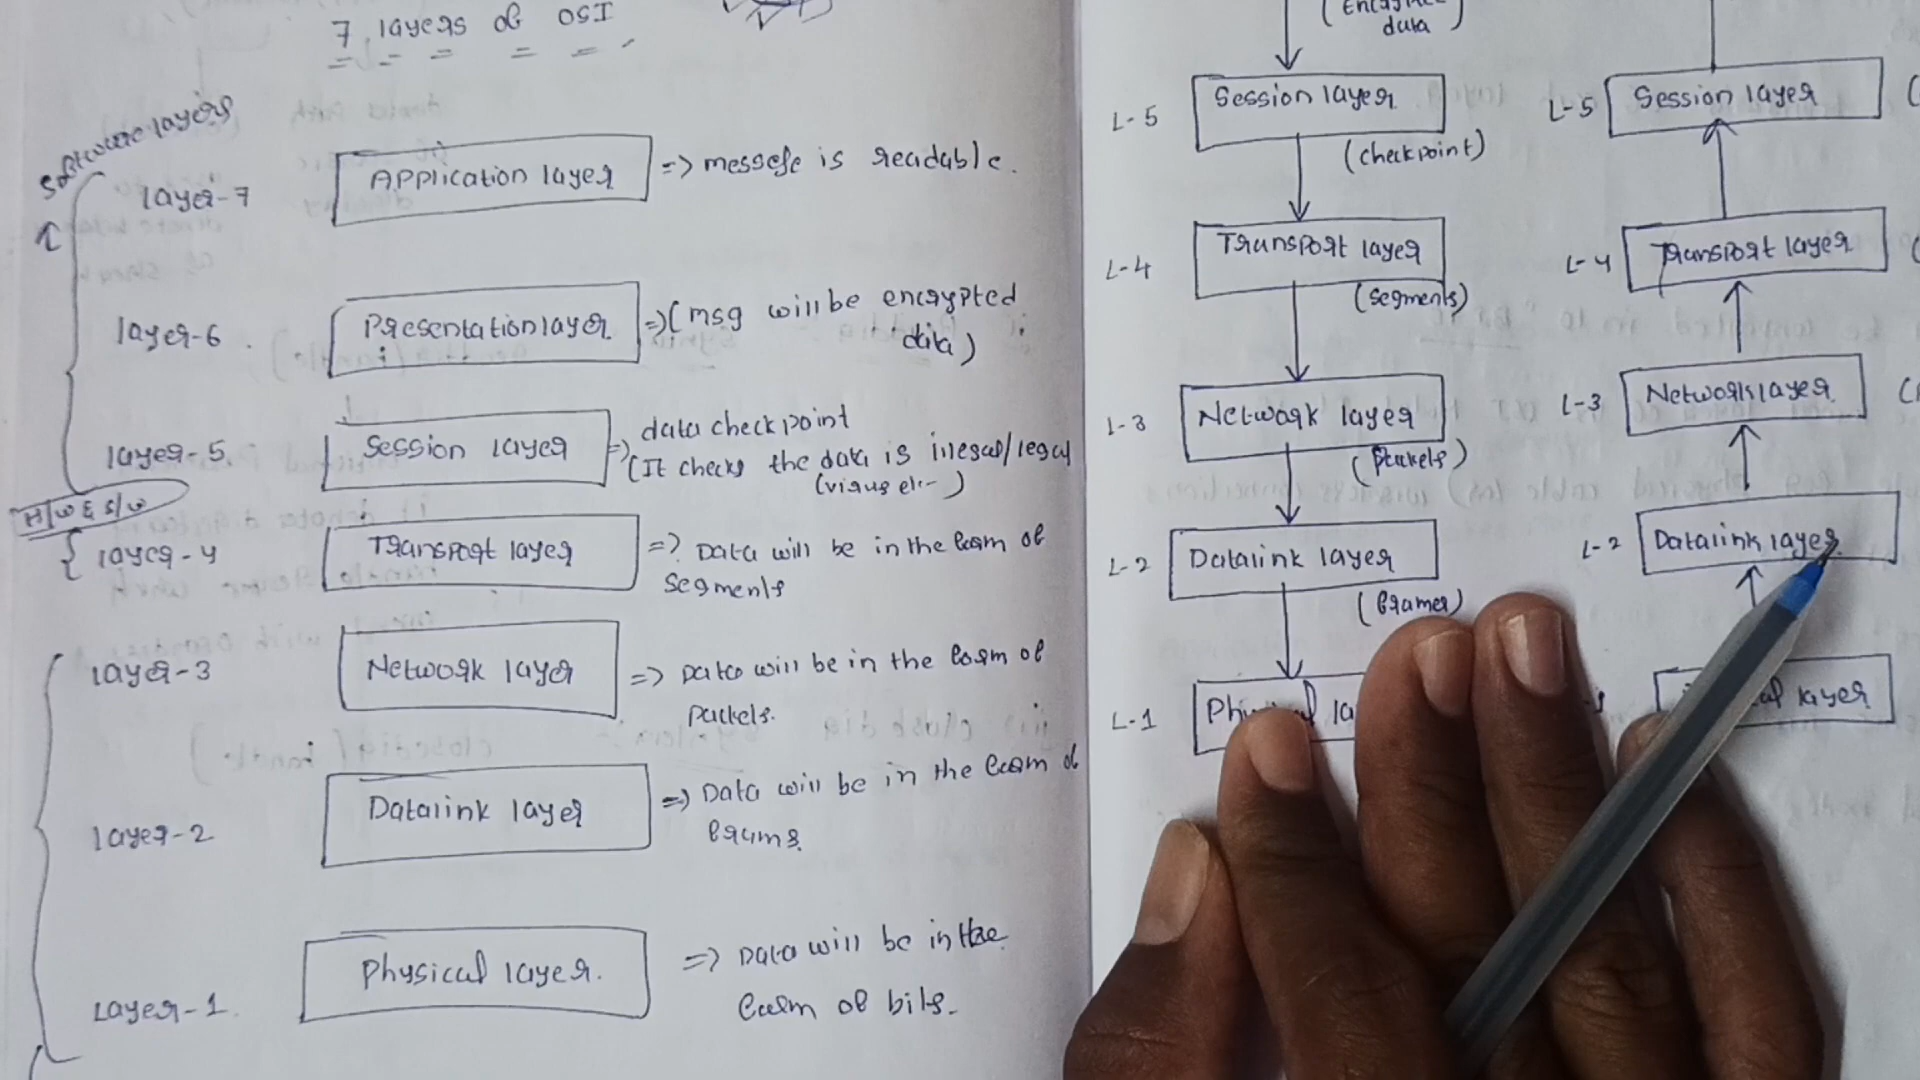 7 layers of OSI
software layers
layer-7
Application layer
=> message is readable.
layer-6
Presentation layer
=> (msg will be encrypted
data)
layer-5
Session layer
=> data checkpoint
(It checks the data is illegal/legal
(virus etc- )
H/W & S/W
layer-4
Transport layer
=> Data will be in the form of
segments
layer-3
Network layer
=> Data will be in the form of
packets.
layer-2
Datalink layer
=> Data will be in the form of
frams
Layer-1
Physical layer.
=> Data will be in the
form of bits-
data)
L-5
Session layer
(checkpoint)
L-4
Transport layer
(segments)
L-3
Network layer
(packets)
L-2
Datalink layer
(frames)
L-1
L-5
Session layer
L-4
Transport layer
L-3
Network layer
L-2
Datalink layer
layer